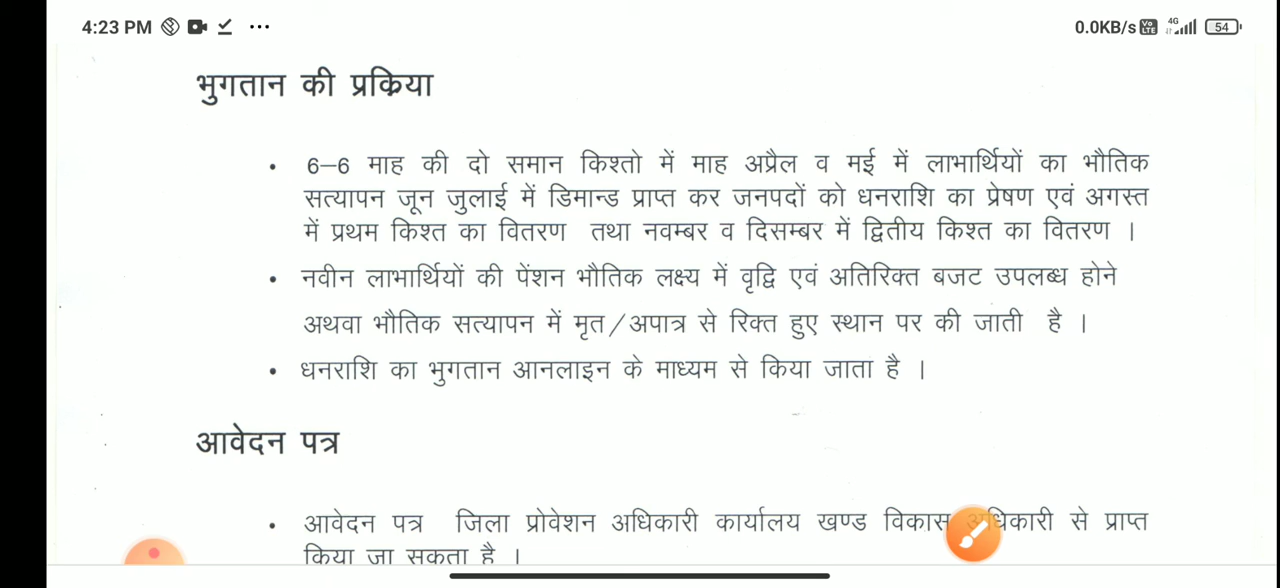 4:23 PM ...
0.0KB/s Vo LTE 4G 54
भुगतान की प्रक्रिया
• 6–6 माह की दो समान किश्तो में माह अप्रैल व मई में लाभार्थियों का भौतिक
सत्यापन जून जुलाई में डिमान्ड प्राप्त कर जनपदों को धनराशि का प्रेषण एवं अगस्त
में प्रथम किश्त का वितरण तथा नवम्बर व दिसम्बर में द्वितीय किश्त का वितरण ।
• नवीन लाभार्थियों की पेंशन भौतिक लक्ष्य में वृद्वि एवं अतिरिक्त बजट उपलब्ध होने
अथवा भौतिक सत्यापन में मृत/अपात्र से रिक्त हुए स्थान पर की जाती है ।
• धनराशि का भुगतान आनलाइन के माध्यम से किया जाता है ।
आवेदन पत्र
• आवेदन पत्र जिला प्रोवेशन अधिकारी कार्यालय खण्ड विकास अधिकारी से प्राप्त
किया जा सकता है ।